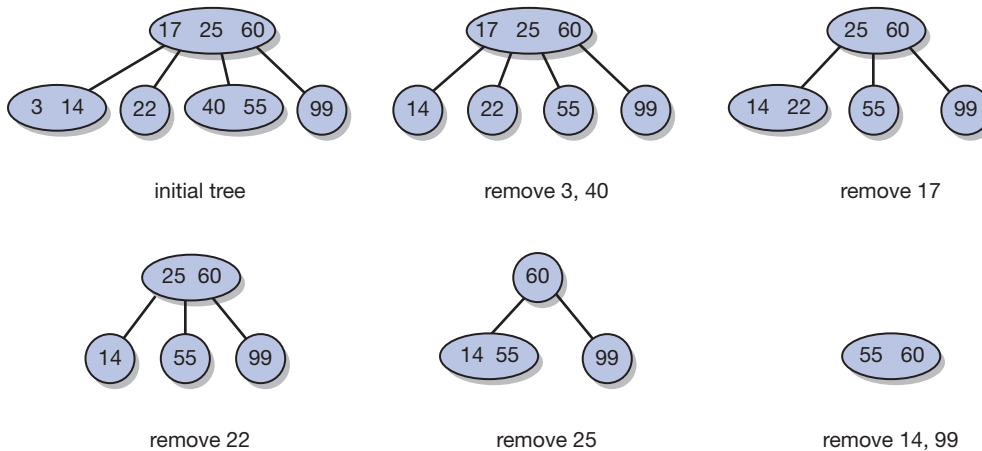 17 25 60
17 25 60
25 60
3 14
22
40 55
99
14
22
55
99
14 22
55
99
initial tree
remove 3, 40
remove 17
25 60
60
14
55
99
14 55
99
55 60
remove 22
remove 25
remove 14, 99